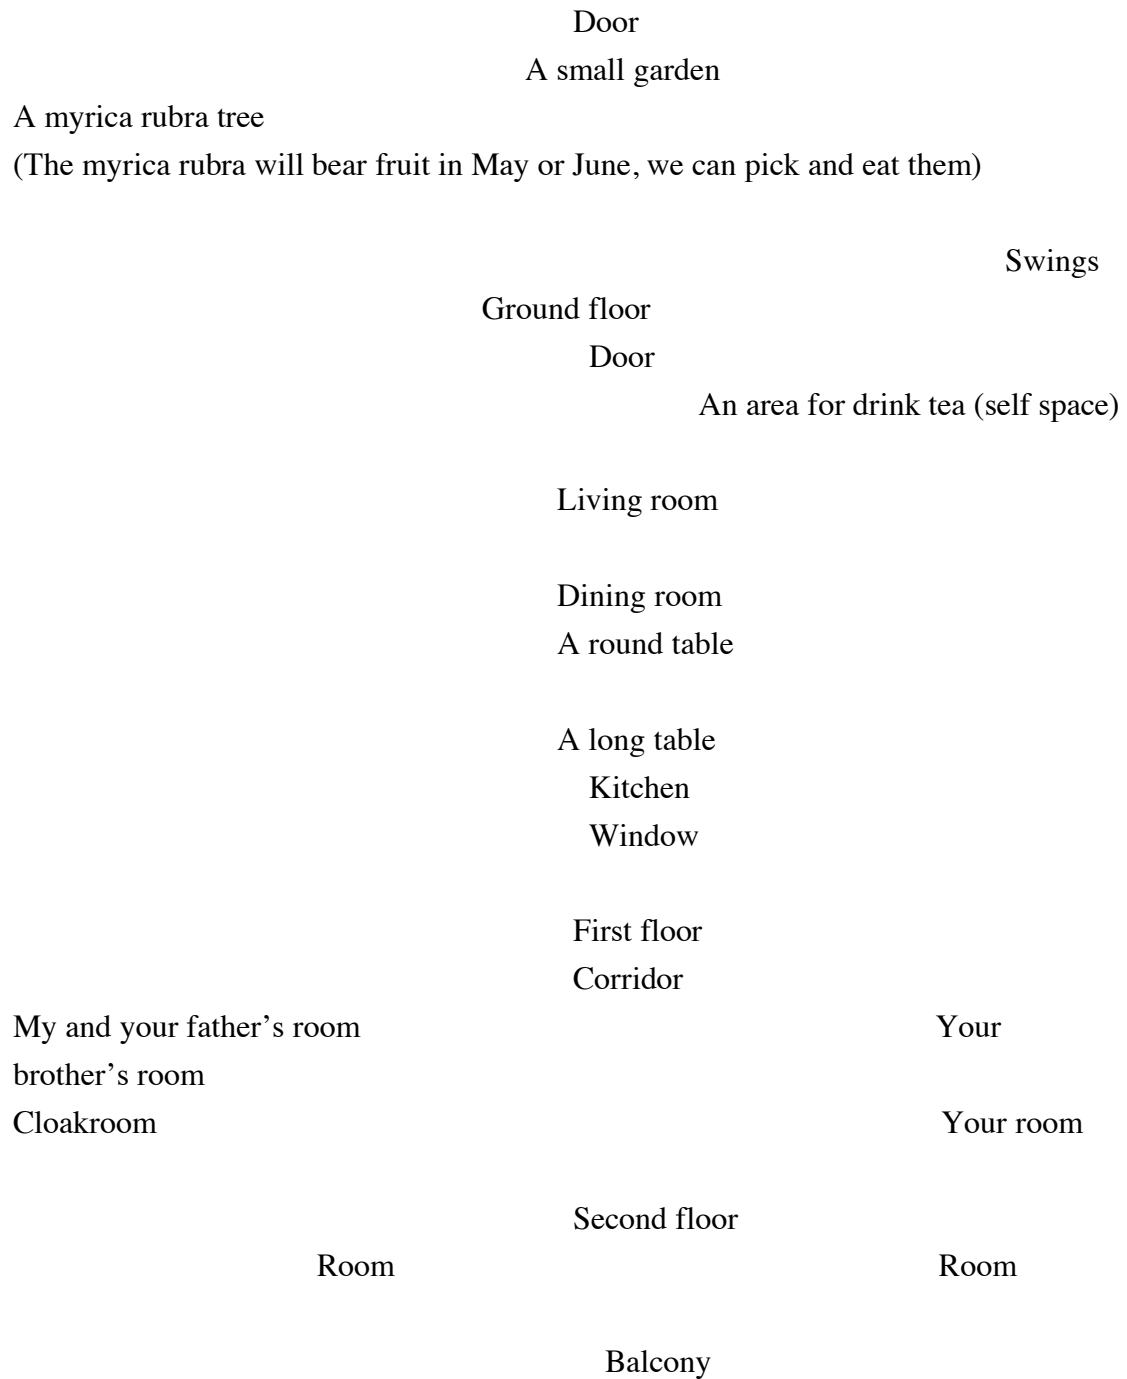 Door
A small garden
A myrica rubra tree
(The myrica rubra will bear fruit in May or June, we can pick and eat them)
Swings
Ground floor
Door
An area for drink tea (self space)
Living room
Dining room
A round table
A long table
Kitchen
Window
First floor
Corridor
My and your father’s room Your
brother’s room
Cloakroom Your room
Second floor
Room Room
Balcony